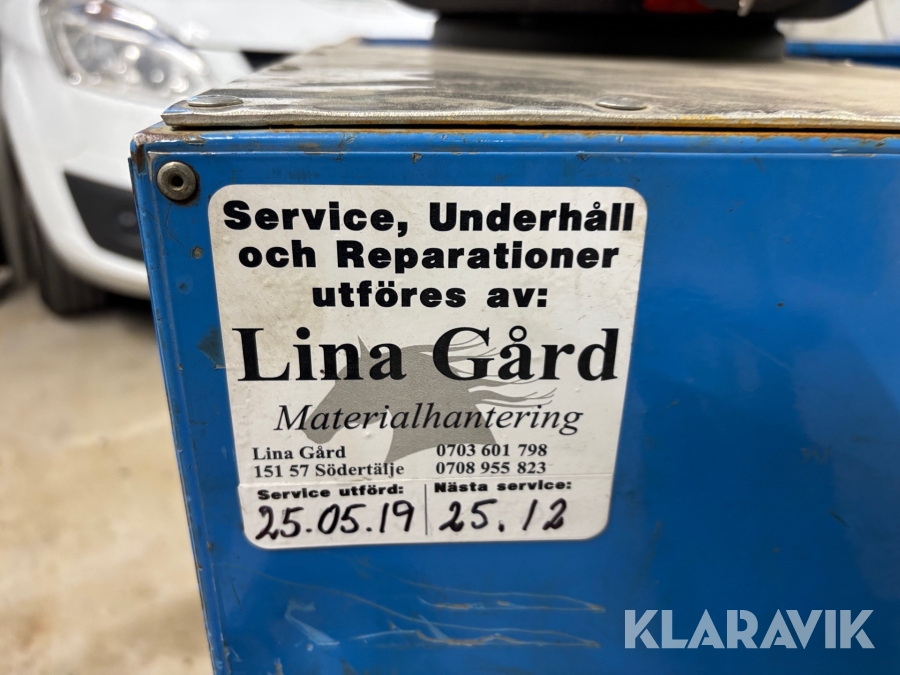 Service, Underhåll
och Reparationer
utföres av:
Lina Gård
Materialhantering
Lina Gård 0703 601 798
151 57 Södertälje 0708 955 823
Service utförd: Nästa service:
25.05.19 25.12
KLARAVIK